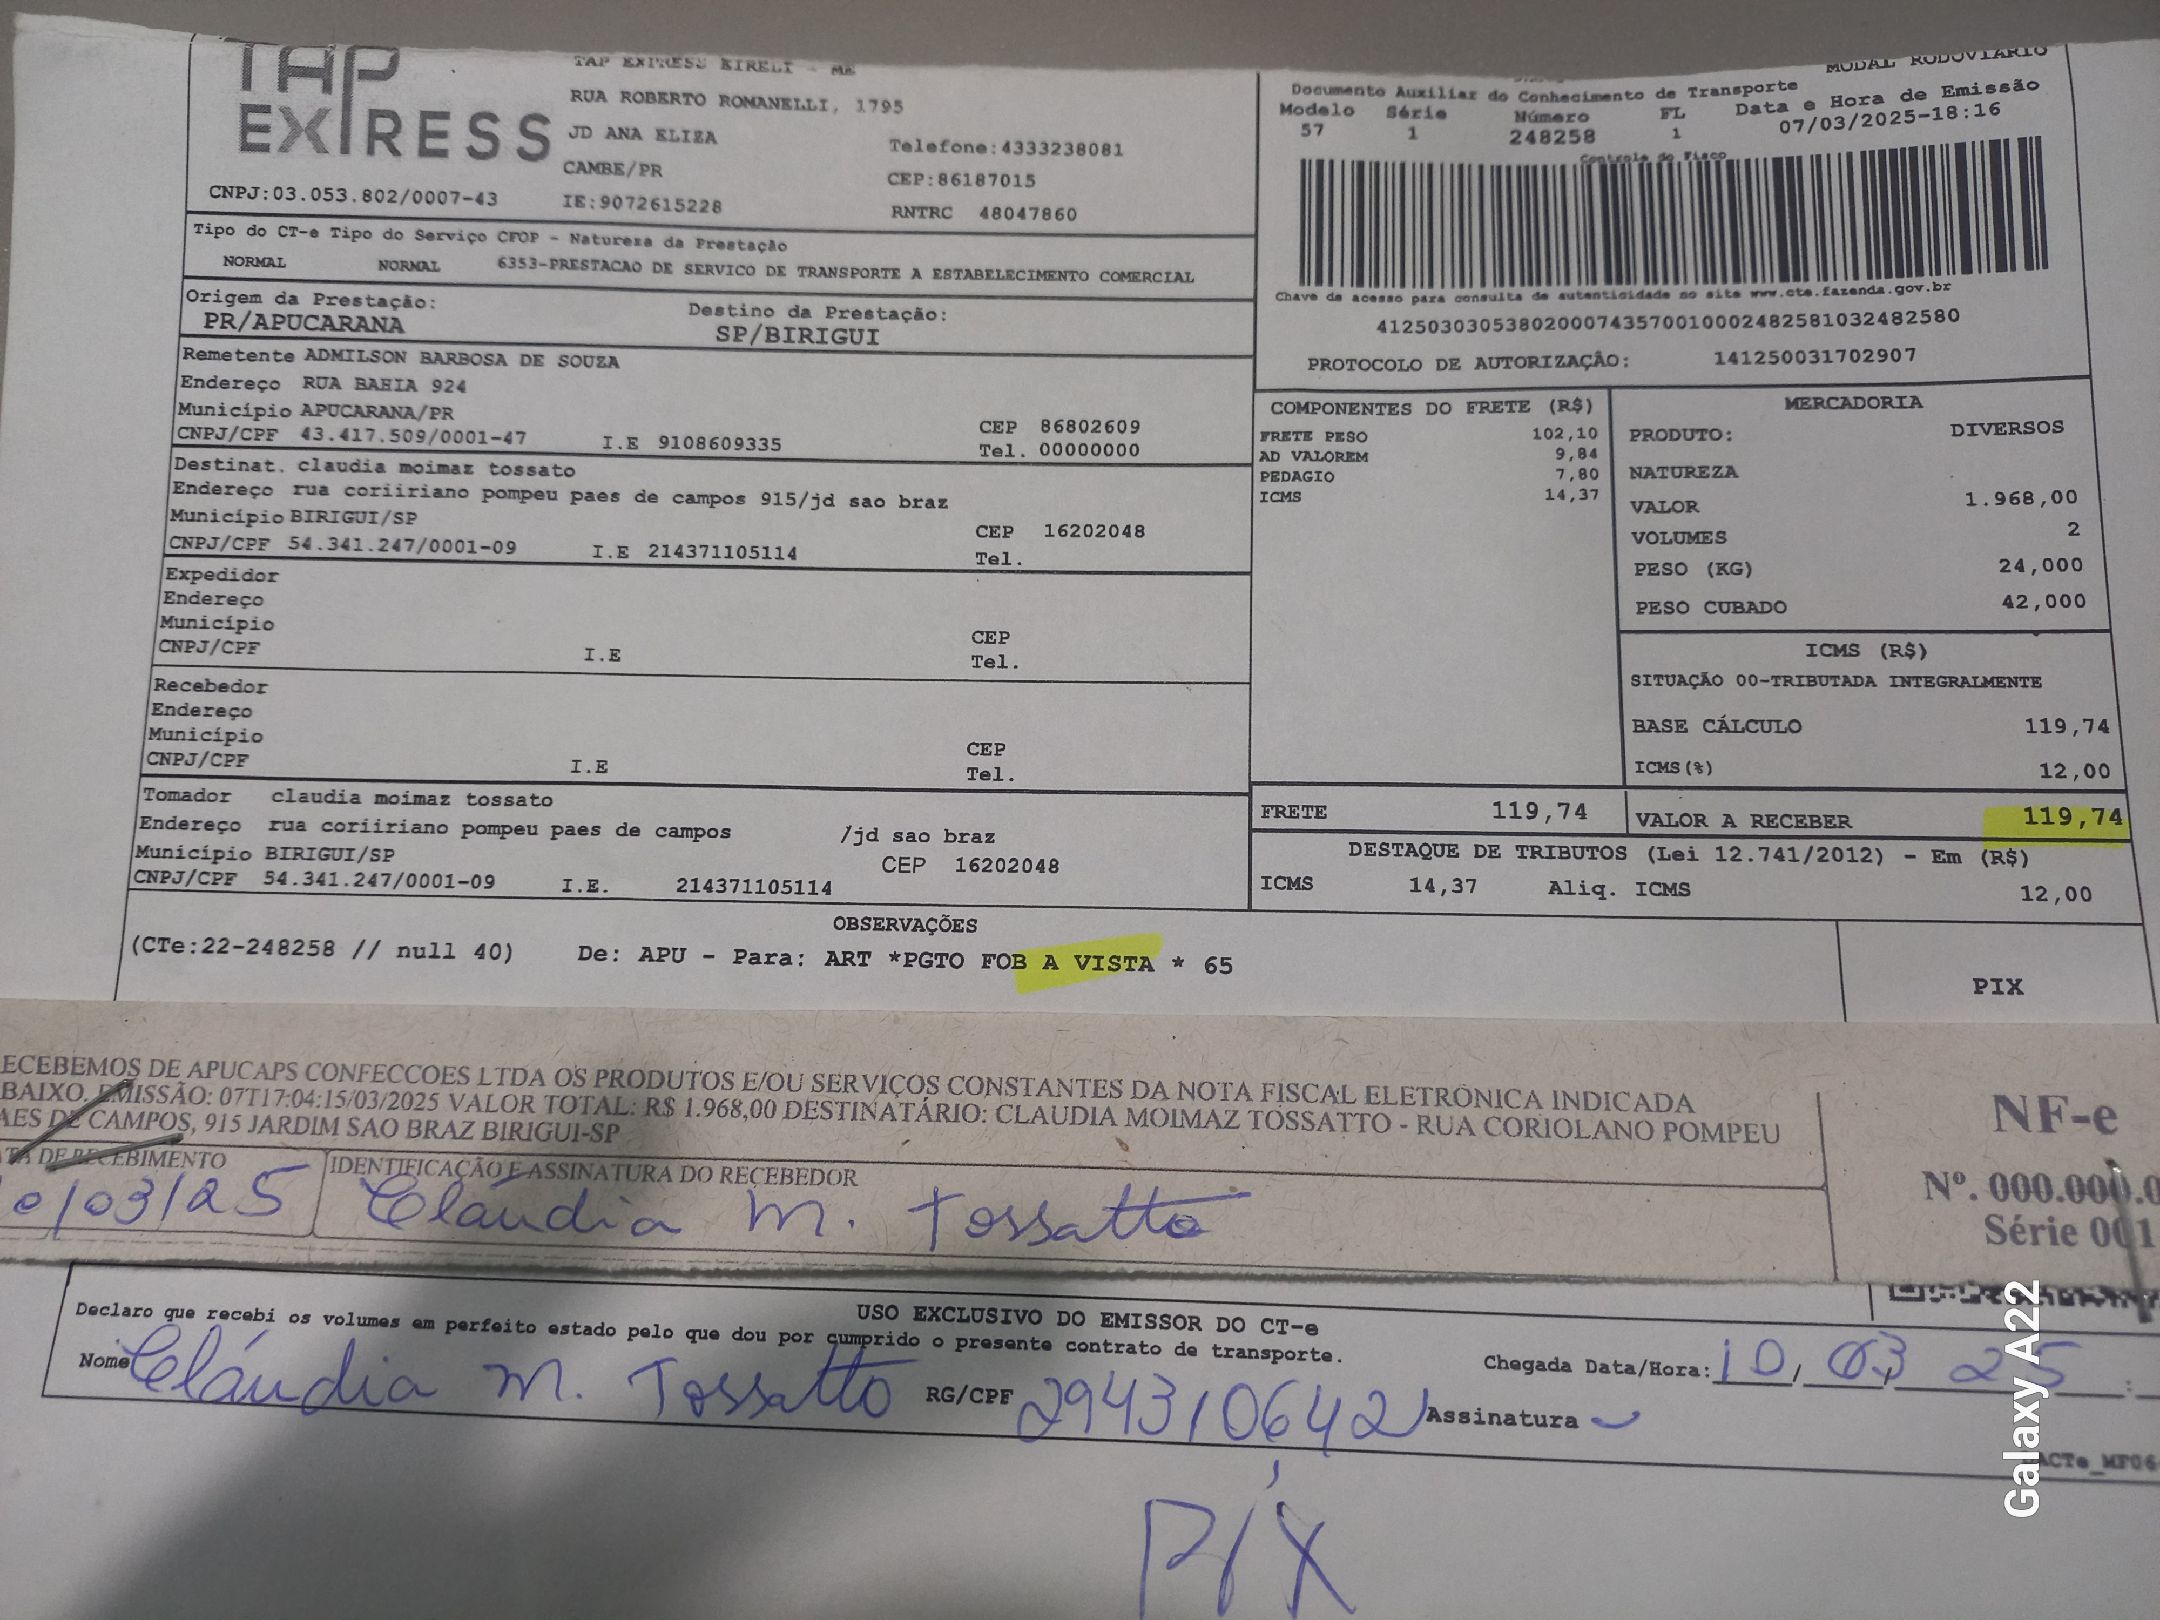 TAP EXPRESS
TAP EXPRESS EIRELI - ME
RUA ROBERTO ROMANELLI, 1795
JD ANA ELIZA
Telefone:4333238081
CAMBE/PR
CEP:86187015
CNPJ:03.053.802/0007-43
IE:9072615228
RNTRC 48047860
MODAL RODOVIÁRIO
Documento Auxiliar do Conhecimento de Transporte
Modelo Série Número FL Data e Hora de Emissão
57 1 248258 1 07/03/2025-18:16
Controle do Fisco
Chave de acesso para consulta de autenticidade no site www.cte.fazenda.gov.br
41250303053802000743570010002482581032482580
PROTOCOLO DE AUTORIZAÇÃO: 141250031702907
Tipo do CT-e Tipo do Serviço CFOP - Natureza da Prestação
NORMAL NORMAL 6353-PRESTACAO DE SERVICO DE TRANSPORTE A ESTABELECIMENTO COMERCIAL
Origem da Prestação: Destino da Prestação:
PR/APUCARANA SP/BIRIGUI
Remetente ADMILSON BARBOSA DE SOUZA
Endereço RUA BAHIA 924
Município APUCARANA/PR CEP 86802609
CNPJ/CPF 43.417.509/0001-47 I.E 9108609335 Tel. 00000000
Destinat. claudia moimaz tossato
Endereço rua coriiriano pompeu paes de campos 915/jd sao braz
Município BIRIGUI/SP CEP 16202048
CNPJ/CPF 54.341.247/0001-09 I.E 214371105114 Tel.
Expedidor
Endereço
Município CEP
CNPJ/CPF I.E Tel.
Recebedor
Endereço
Município CEP
CNPJ/CPF I.E Tel.
Tomador claudia moimaz tossato
Endereço rua coriiriano pompeu paes de campos /jd sao braz
Município BIRIGUI/SP CEP 16202048
CNPJ/CPF 54.341.247/0001-09 I.E. 214371105114
COMPONENTES DO FRETE (R$)
FRETE PESO 102,10
AD VALOREM 9,84
PEDAGIO 7,80
ICMS 14,37
MERCADORIA
PRODUTO: DIVERSOS
NATUREZA
VALOR 1.968,00
VOLUMES 2
PESO (KG) 24,000
PESO CUBADO 42,000
ICMS (R$)
SITUAÇÃO 00-TRIBUTADA INTEGRALMENTE
BASE CÁLCULO 119,74
ICMS(%) 12,00
FRETE 119,74 VALOR A RECEBER 119,74
DESTAQUE DE TRIBUTOS (Lei 12.741/2012) - Em (R$)
ICMS 14,37 Aliq. ICMS 12,00
OBSERVAÇÕES
(CTe:22-248258 // null 40) De: APU - Para: ART *PGTO FOB A VISTA * 65
PIX
ECEBEMOS DE APUCAPS CONFECCOES LTDA OS PRODUTOS E/OU SERVIÇOS CONSTANTES DA NOTA FISCAL ELETRÔNICA INDICADA
BAIXO. EMISSÃO: 07T17:04:15/03/2025 VALOR TOTAL: R$ 1.968,00 DESTINATÁRIO: CLAUDIA MOIMAZ TOSSATTO - RUA CORIOLANO POMPEU
AES DE CAMPOS, 915 JARDIM SAO BRAZ BIRIGUI-SP
TA DE RECEBIMENTO IDENTIFICAÇÃO E ASSINATURA DO RECEBEDOR
10/03/25 Cláudia M. Tossatto
NF-e
Nº. 000.000.0
Série 001
USO EXCLUSIVO DO EMISSOR DO CT-e
Declaro que recebi os volumes em perfeito estado pelo que dou por cumprido o presente contrato de transporte.
Nome Cláudia M. Tossatto RG/CPF 294310642 Chegada Data/Hora: 10/03 25 :
Assinatura
ACTe_MF06
PIX
Galaxy A22